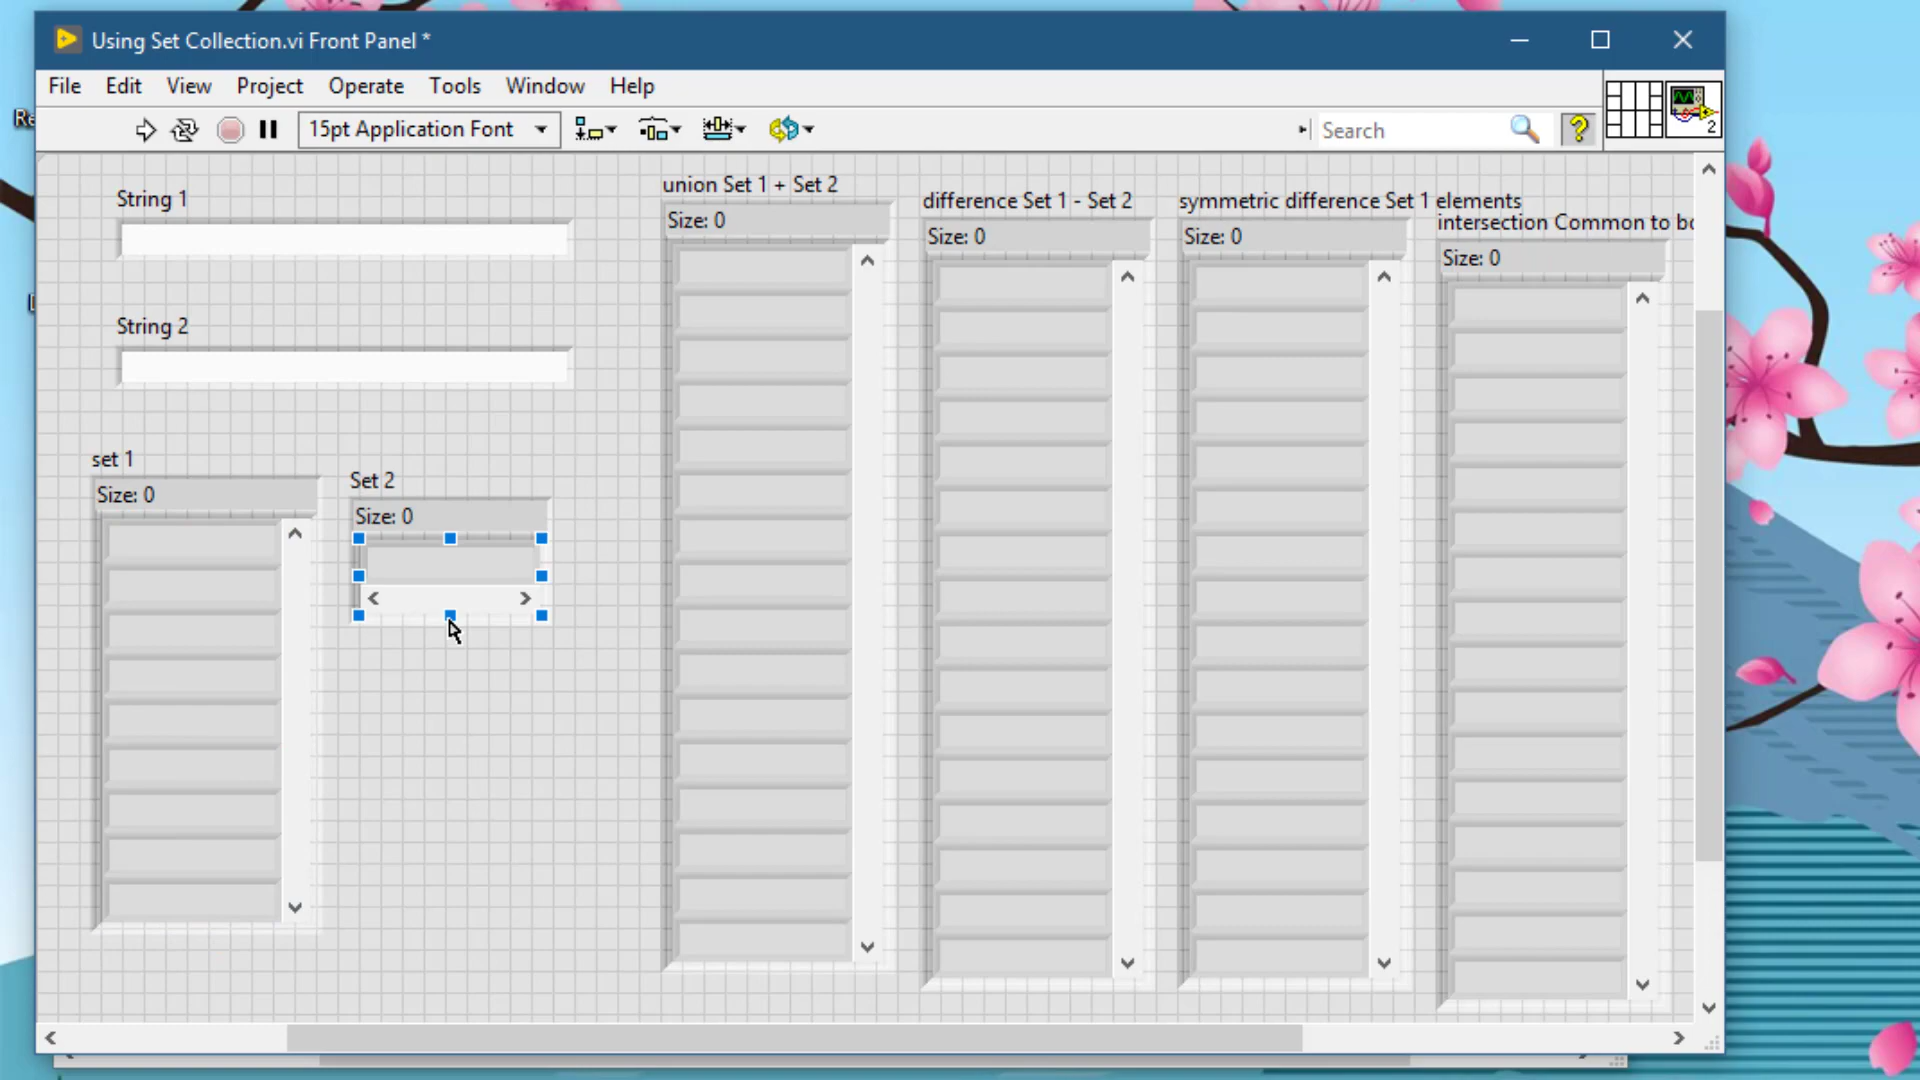 Using Set Collection.vi Front Panel *
File Edit View Project Operate Tools Window Help
15pt Application Font
Search
2
Re
String 1
String 2
set 1
Size: 0
Set 2
Size: 0
union Set 1 + Set 2
Size: 0
difference Set 1 - Set 2
Size: 0
symmetric difference Set 1
Size: 0
elements
intersection Common to bo
Size: 0